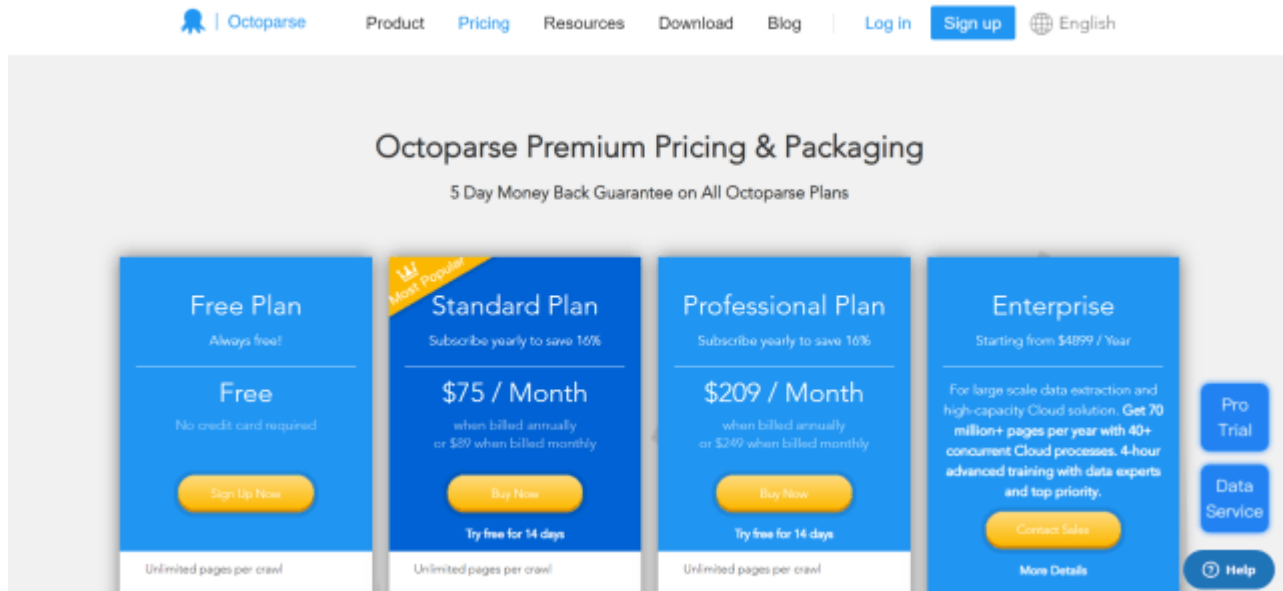 Octoparse Product Pricing Resources Download Blog Log in Sign up English
Octoparse Premium Pricing & Packaging
5 Day Money Back Guarantee on All Octoparse Plans
Free Plan
Always free!
Free
No credit card required
Sign Up Now
Unlimited pages per crawl
Most Popular
Standard Plan
Subscribe yearly to save 16%
$75 / Month
when billed annually
or $89 when billed monthly
Buy Now
Try free for 14 days
Unlimited pages per crawl
Professional Plan
Subscribe yearly to save 16%
$209 / Month
when billed annually
or $249 when billed monthly
Buy Now
Try free for 14 days
Unlimited pages per crawl
Enterprise
Starting from $4899 / Year
For large scale data extraction and
high-capacity Cloud solution. Get 70
million+ pages per year with 40+
concurrent Cloud processes. 4-hour
advanced training with data experts
and top priority.
Contact Sales
More Details
Pro
Trial
Data
Service
Help